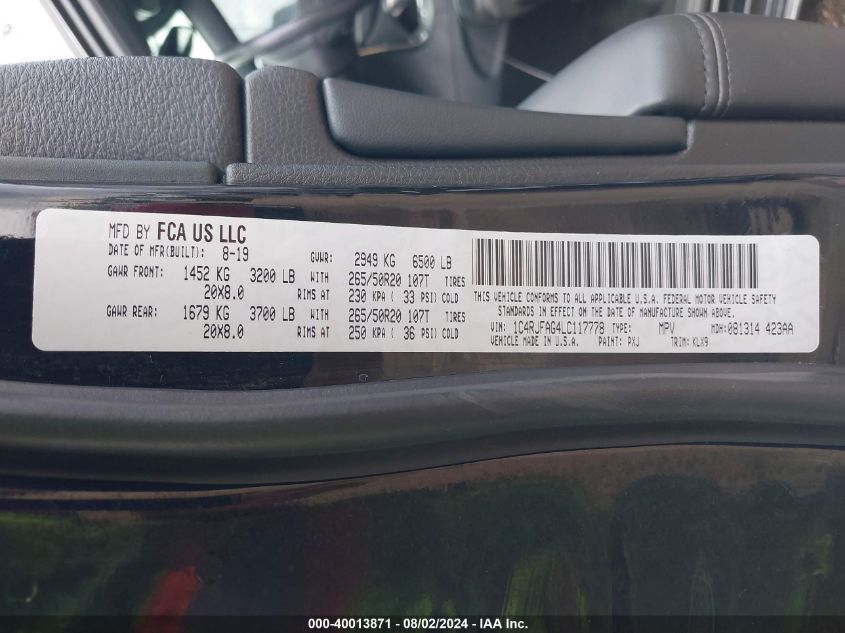 MFD BY FCA US LLC
DATE OF MFR(BUILT): 8-19 GVWR: 2949 KG 6500 LB
GAWR FRONT: 1452 KG 3200 LB WITH 265/50R20 107T TIRES
20X8.0 RIMS AT 230 KPA ( 33 PSI) COLD
GAWR REAR: 1679 KG 3700 LB WITH 265/50R20 107T TIRES
20X8.0 RIMS AT 250 KPA ( 36 PSI) COLD
THIS VEHICLE CONFORMS TO ALL APPLICABLE U.S.A. FEDERAL MOTOR VEHICLE SAFETY
STANDARDS IN EFFECT ON THE DATE OF MANUFACTURE SHOWN ABOVE.
VIN: 1C4RJFAG4LC117778 TYPE: MPV MDH: 081314 423AA
VEHICLE MADE IN U.S.A. PAINT: PXJ TRIM: KLX9
000-40013871 / 08/02/2024 - IAA Inc.